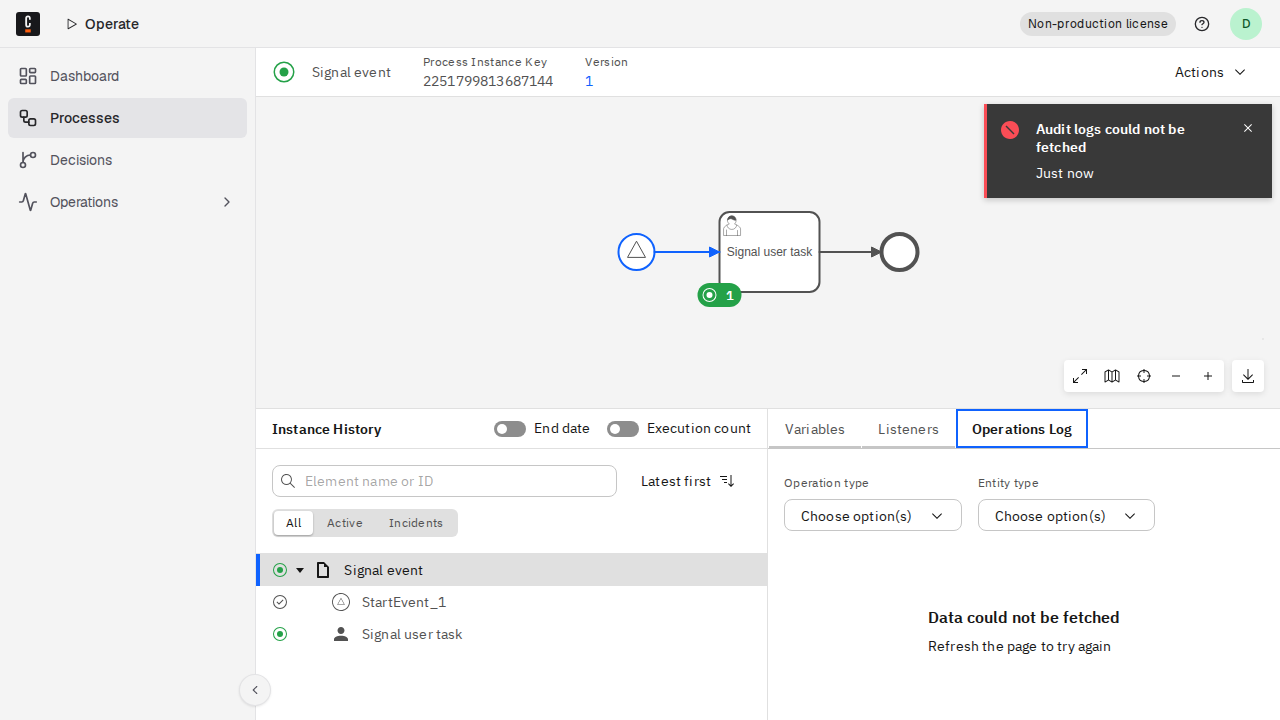 Operate
Non-production license
D
Dashboard
Processes
Decisions
Operations
Signal event
Process Instance Key
2251799813687144
Version
1
Actions
Audit logs could not be
fetched
Just now
Signal user task
1
Instance History
End date
Execution count
Variables
Listeners
Operations Log
Element name or ID
Latest first
All
Active
Incidents
Operation type
Choose option(s)
Entity type
Choose option(s)
Signal event
StartEvent_1
Signal user task
Data could not be fetched
Refresh the page to try again